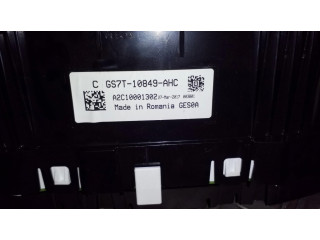 C GS7T-10849-AHC
A2C10001302
Made in Romania GES0A